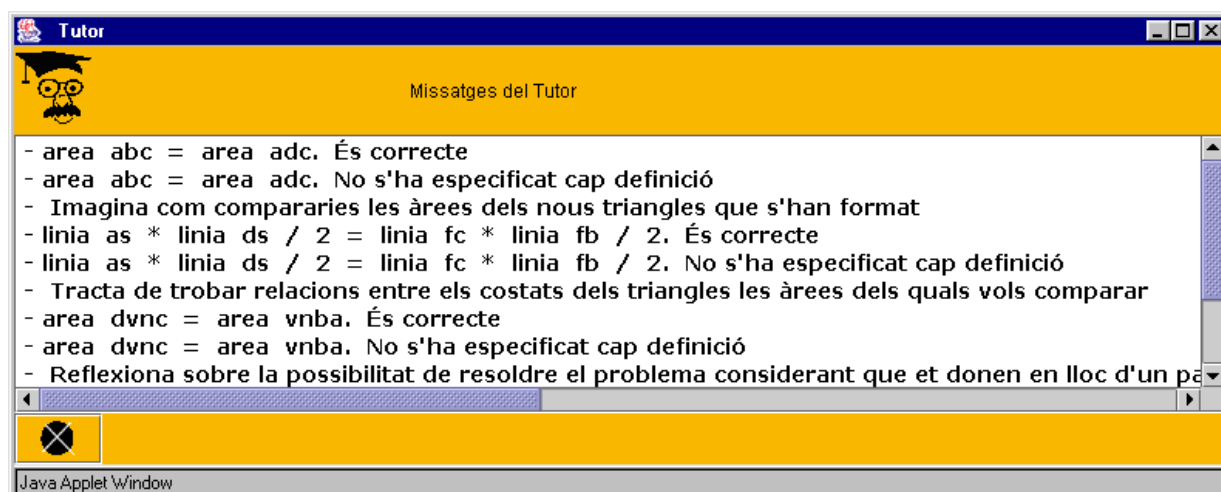 Tutor
Missatges del Tutor
- area abc = area adc. És correcte
- area abc = area adc. No s'ha especificat cap definició
- Imagina com compararies les àrees dels nous triangles que s'han format
- linia as * linia ds / 2 = linia fc * linia fb / 2. És correcte
- linia as * linia ds / 2 = linia fc * linia fb / 2. No s'ha especificat cap definició
- Tracta de trobar relacions entre els costats dels triangles les àrees dels quals vols comparar
- area dvnc = area vnba. És correcte
- area dvnc = area vnba. No s'ha especificat cap definició
- Reflexiona sobre la possibilitat de resoldre el problema considerant que et donen en lloc d'un
Java Applet Window